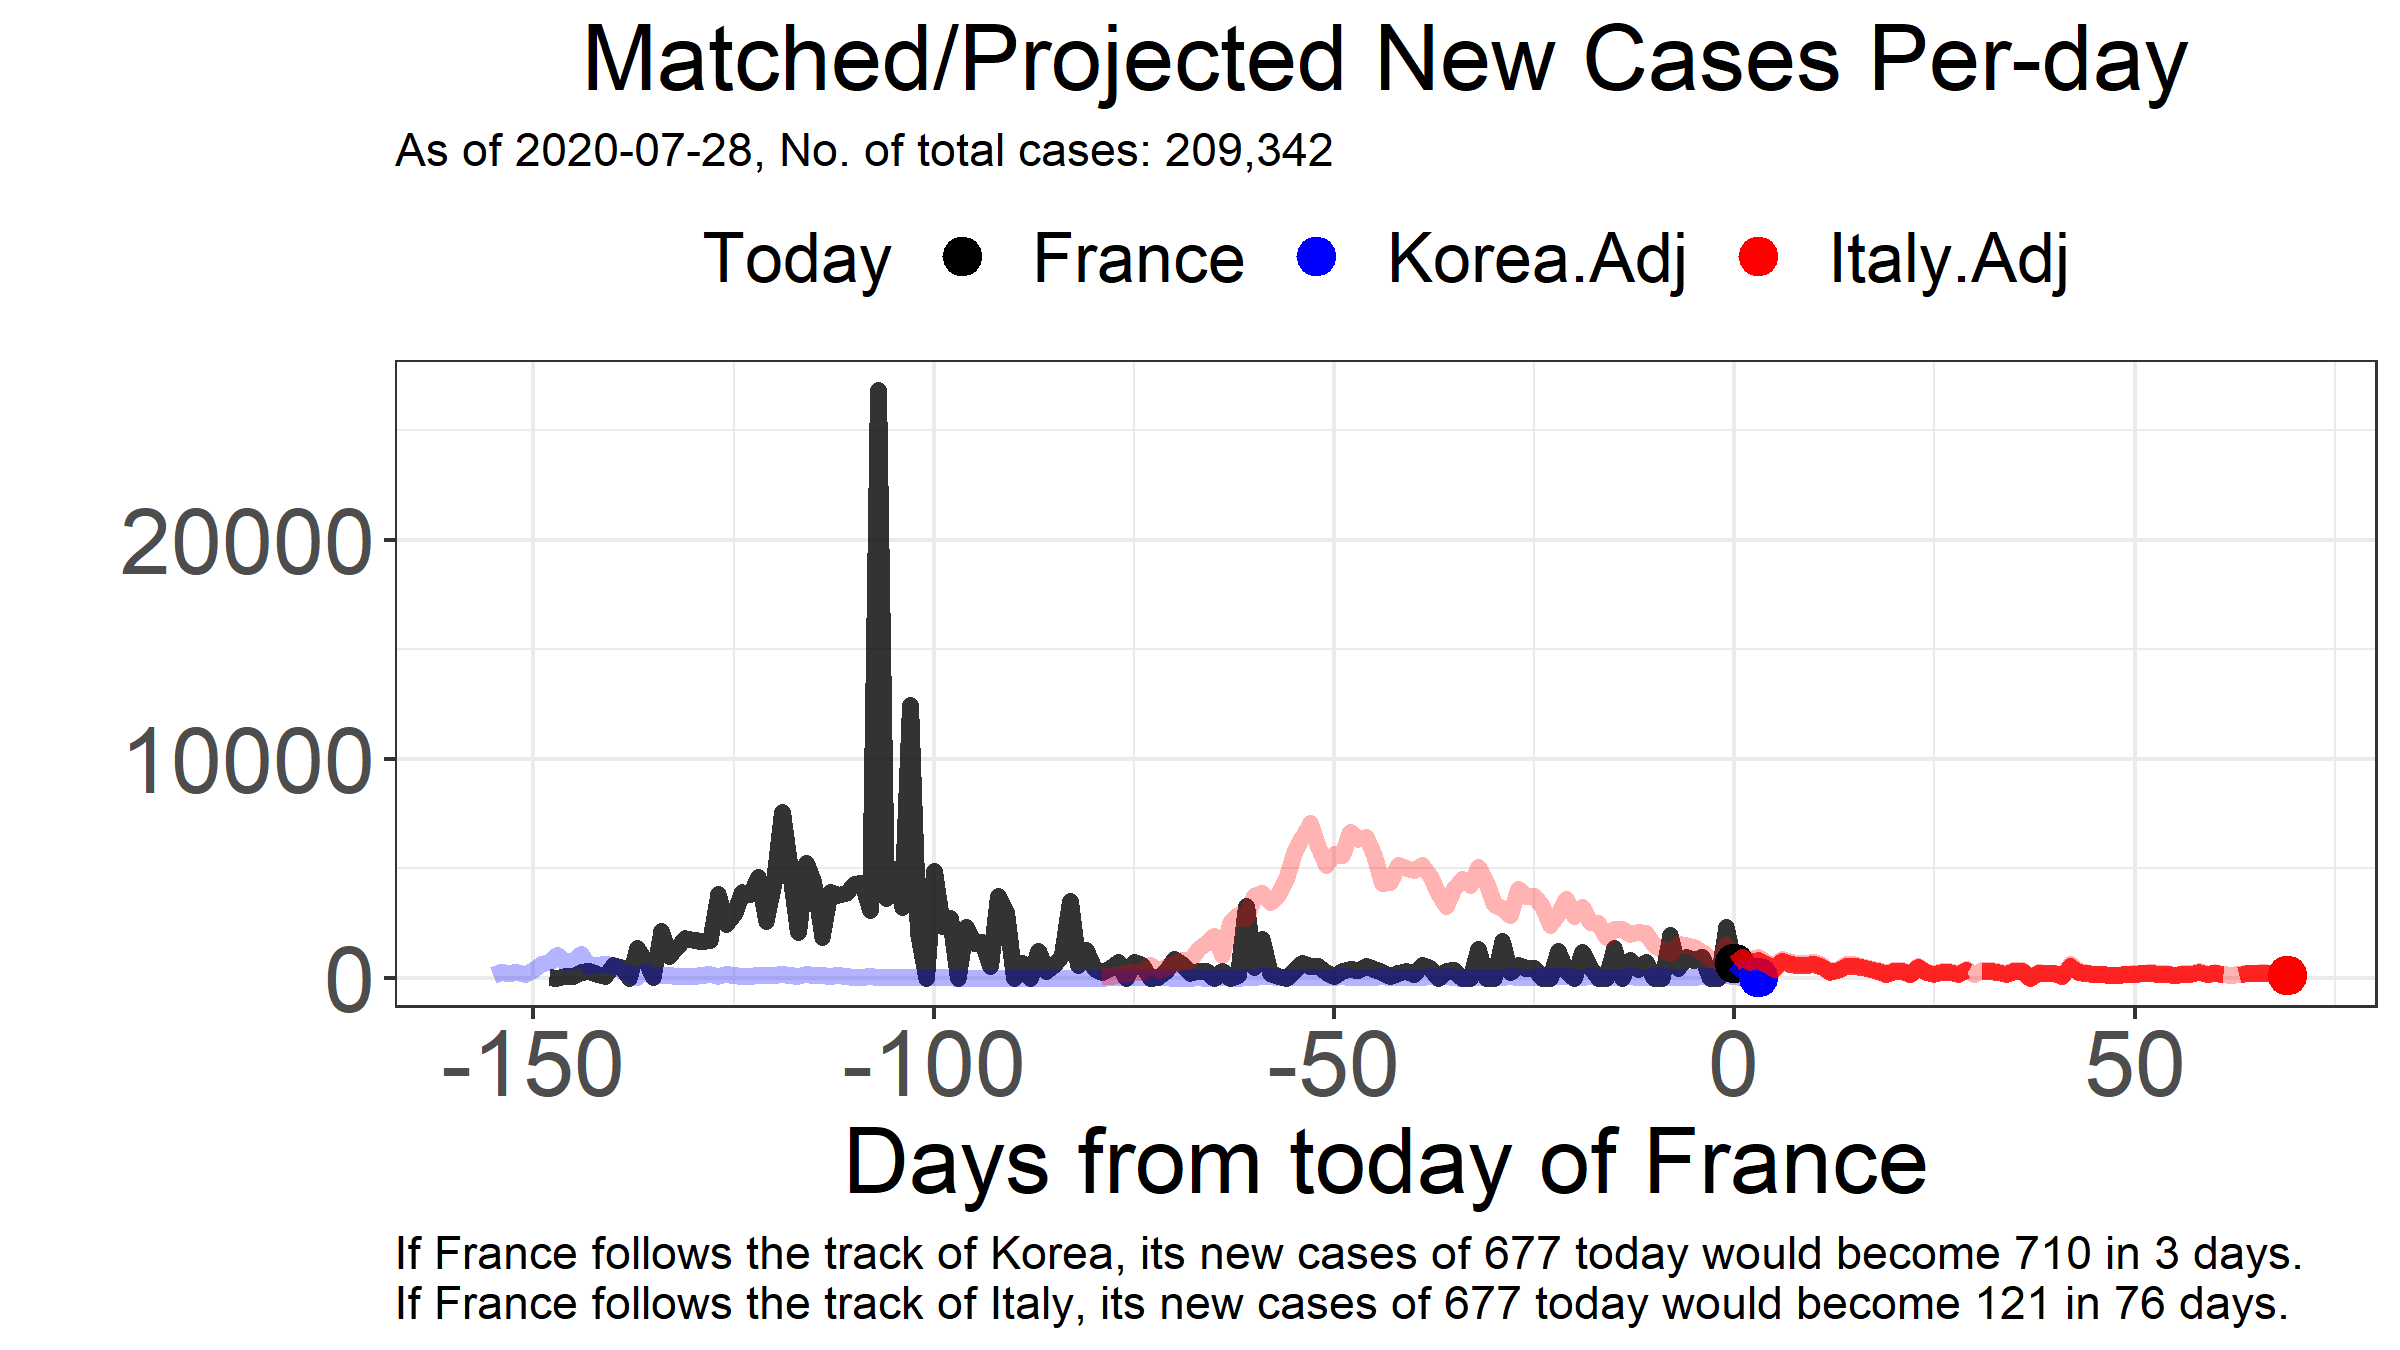 Matched/Projected New Cases Per-day
As of 2020-07-28, No. of total cases: 209,342
Today France Korea.Adj Italy.Adj
20000
10000
0
-150 -100 -50 0 50
Days from today of France
If France follows the track of Korea, its new cases of 677 today would become 710 in 3 days.
If France follows the track of Italy, its new cases of 677 today would become 121 in 76 days.